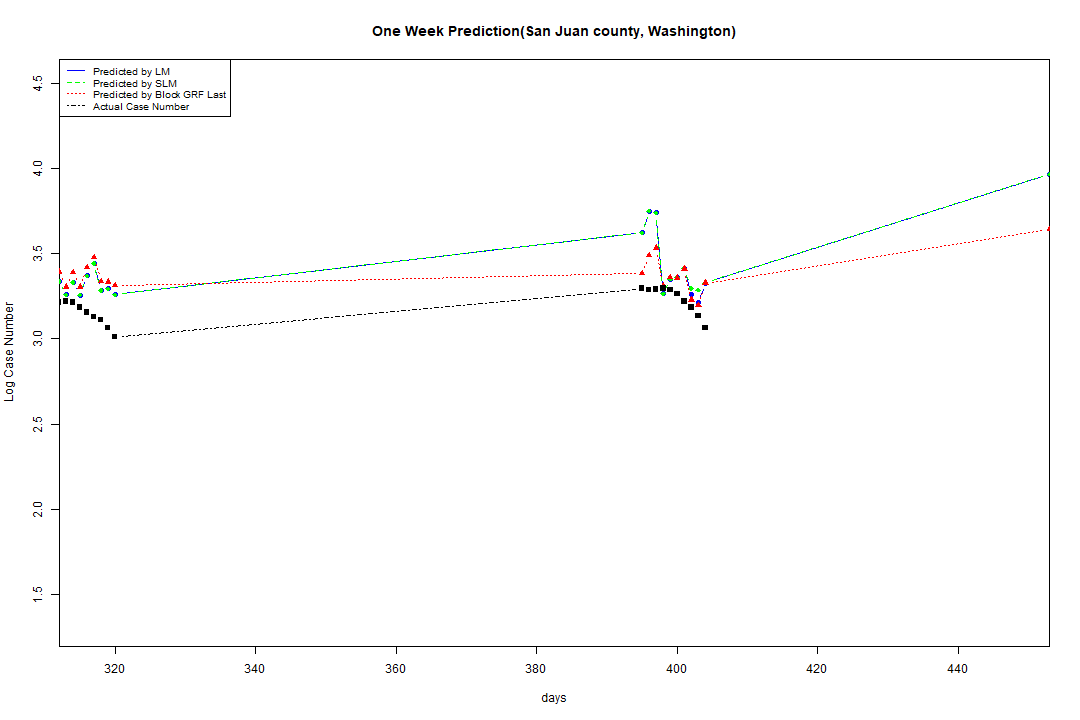 One Week Prediction(San Juan county, Washington)
Predicted by LM
Predicted by SLM
Predicted by Block GRF Last
Actual Case Number
4.5
4.0
3.5
3.0
2.5
2.0
1.5
Log Case Number
320 340 360 380 400 420 440
days